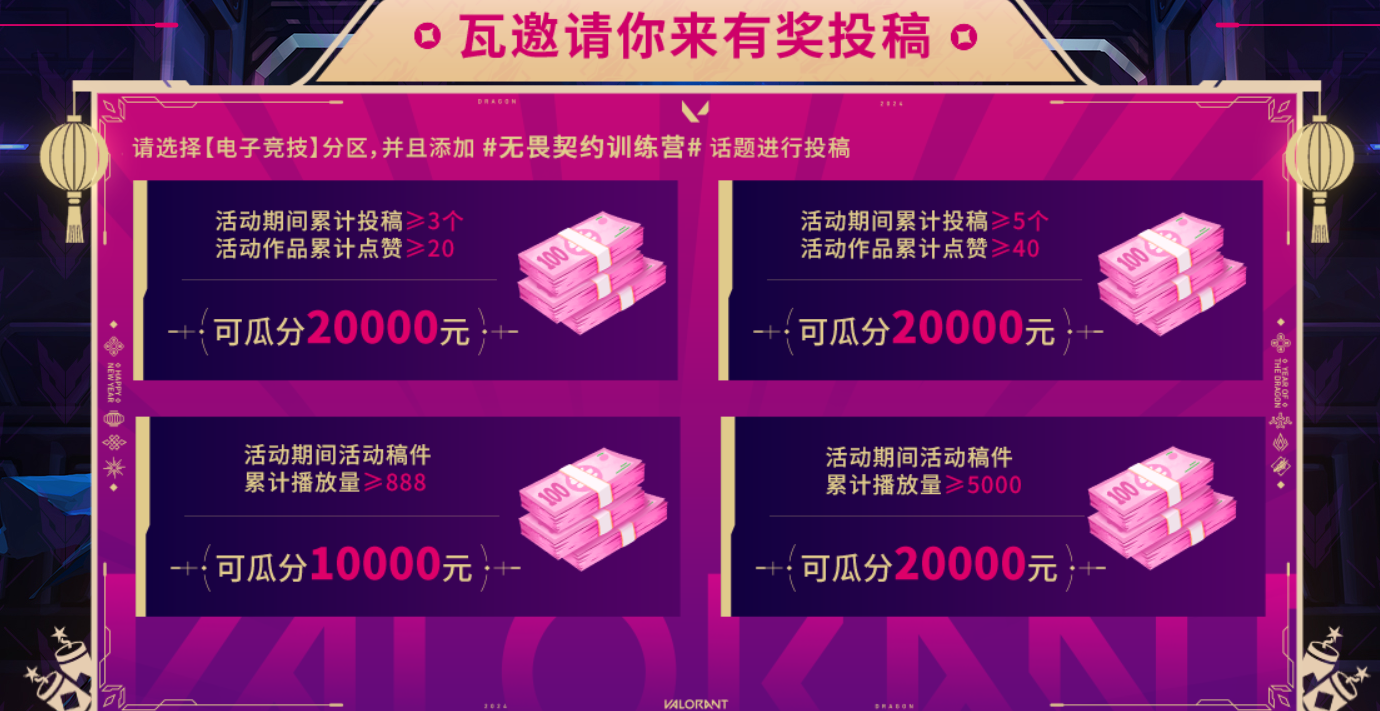 瓦邀请你来有奖投稿
DRAGON
2024
请选择【电子竞技】分区，并且添加 #无畏契约训练营# 话题进行投稿
活动期间累计投稿≥3个
活动作品累计点赞≥20
100
可瓜分20000元
活动期间累计投稿≥5个
活动作品累计点赞≥40
100
可瓜分20000元
HAPPY
NEW YEAR
YEAR OF
THE DRAGON
活动期间活动稿件
累计播放量≥888
100
可瓜分10000元
活动期间活动稿件
累计播放量≥5000
100
可瓜分20000元
VALORANT
2024
VALORANT
DRAGON